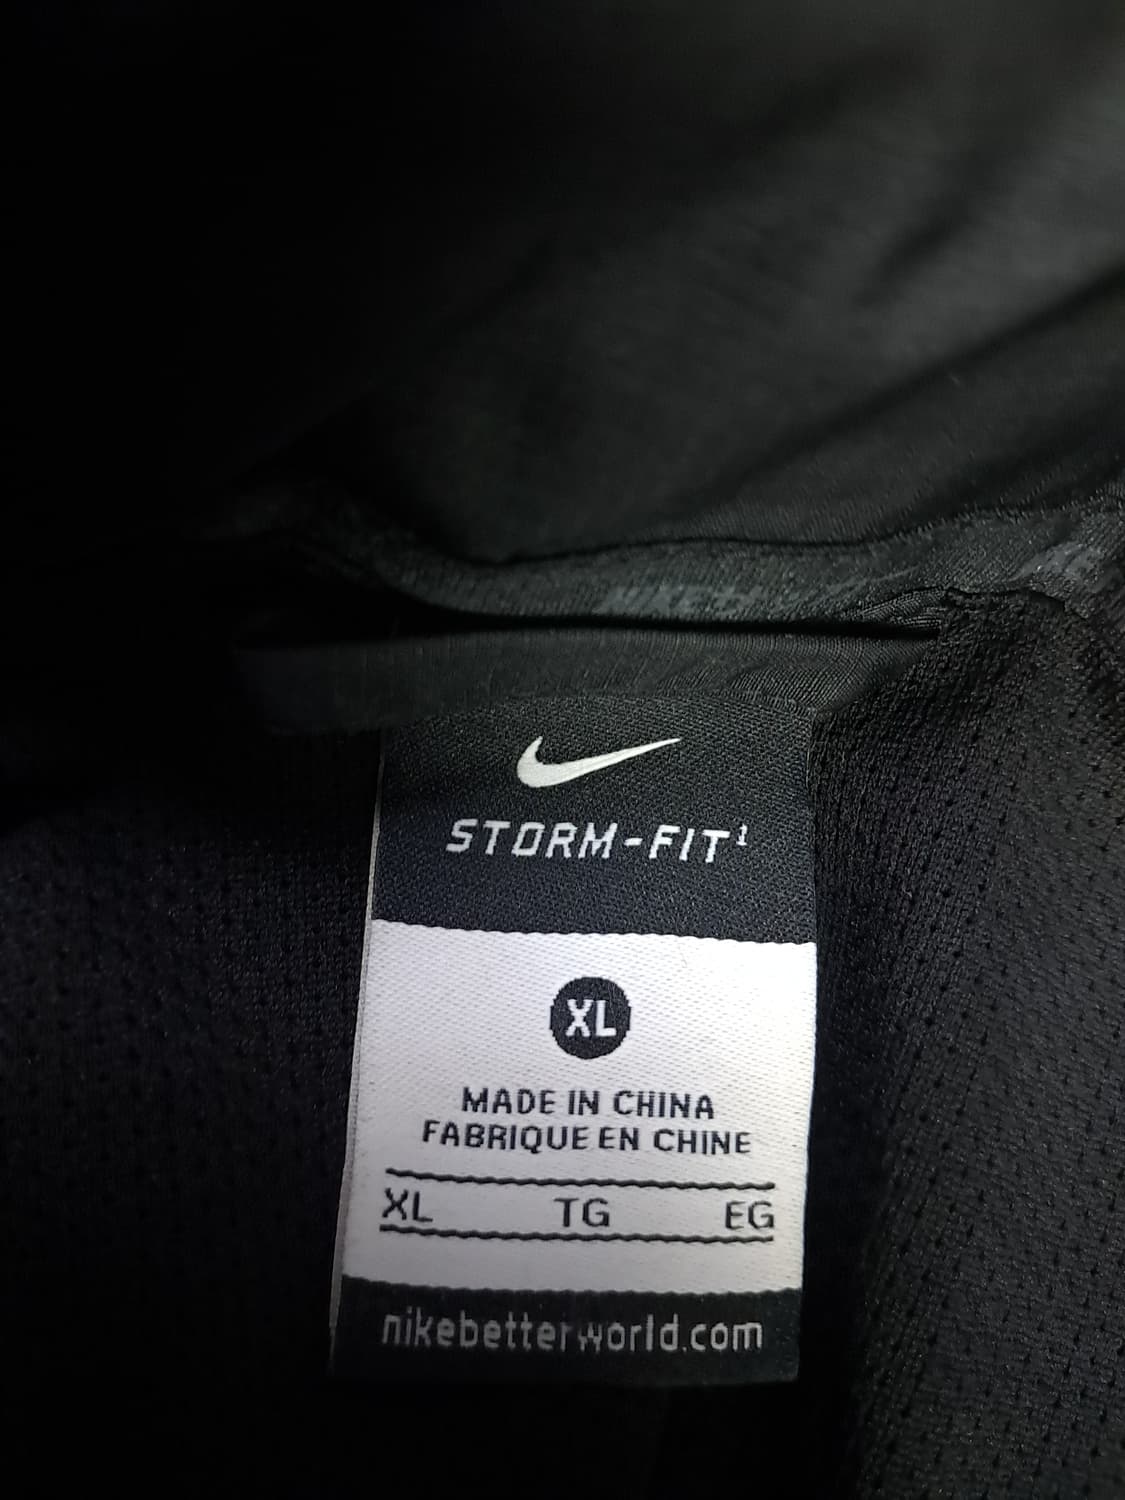 STORM-FIT¹
XL
MADE IN CHINA
FABRIQUE EN CHINE
XL TG EG
nikebetterworld.com